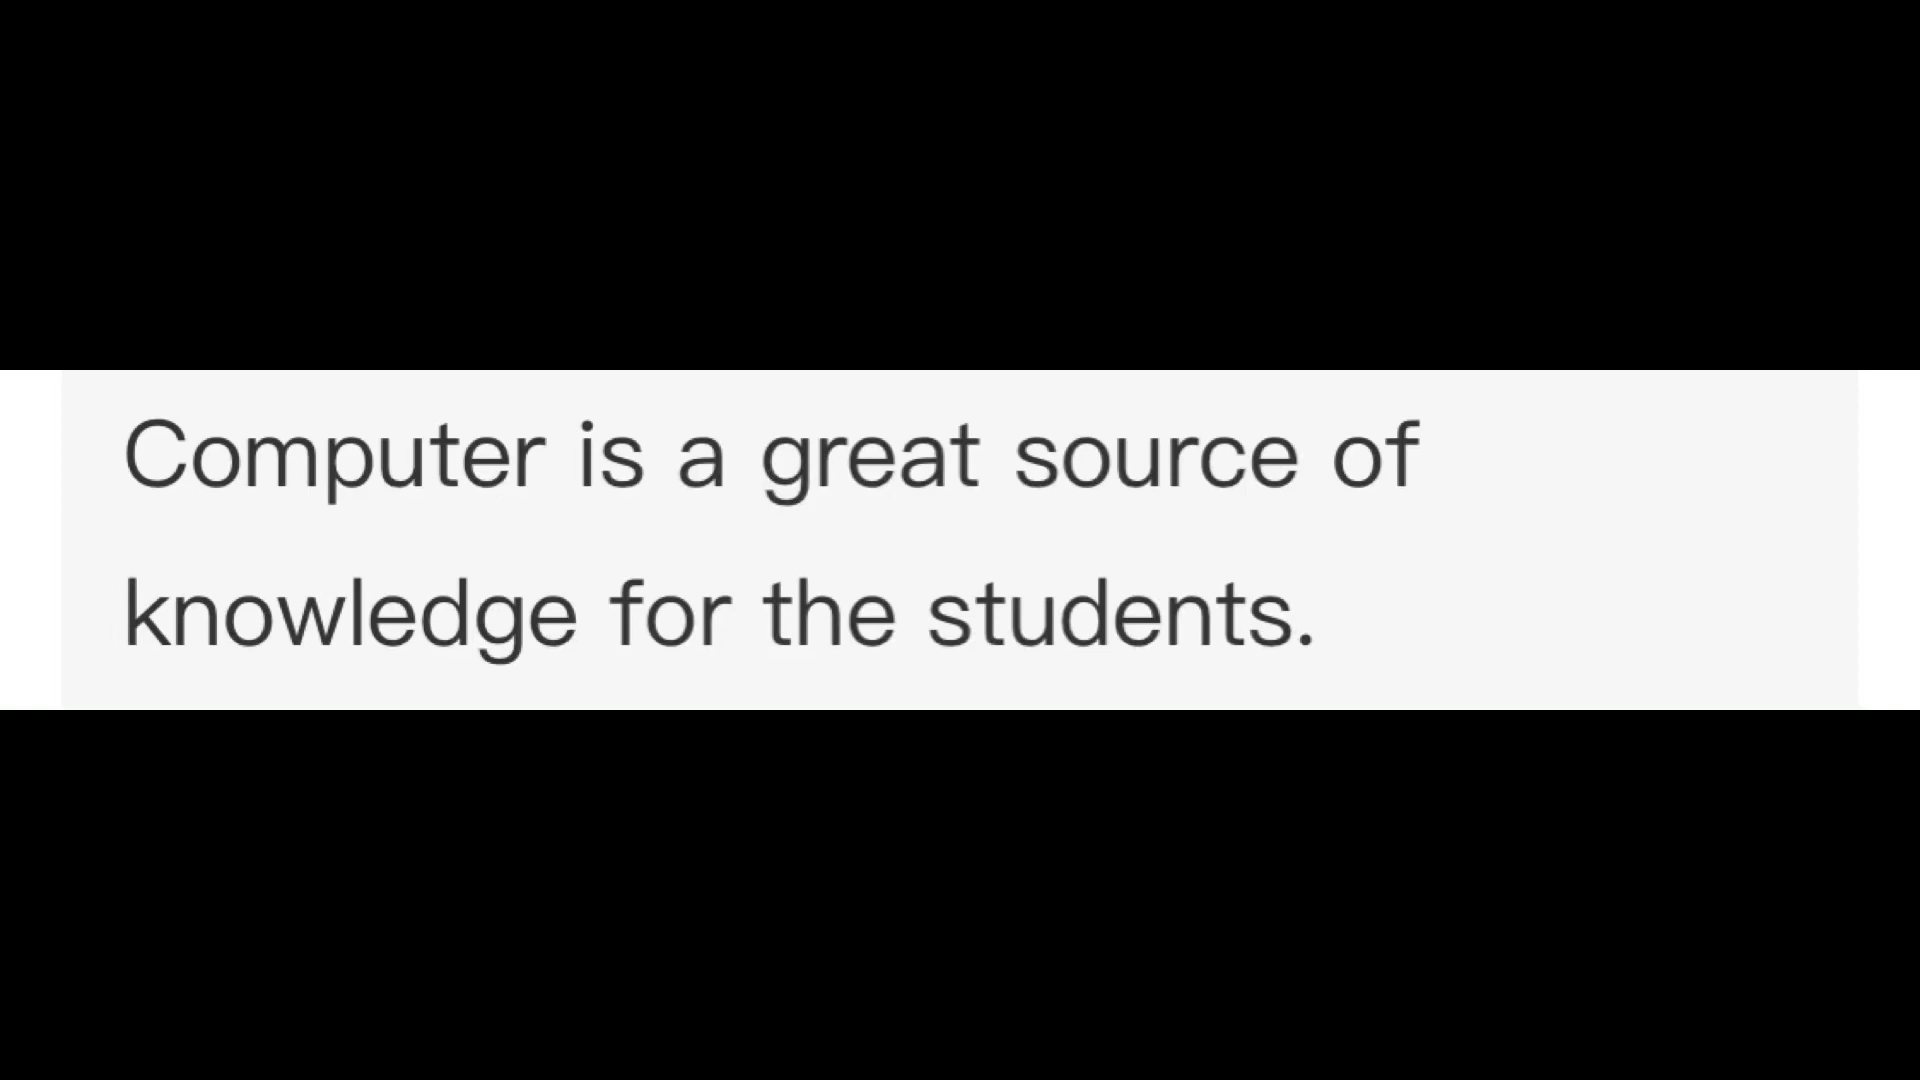 Computer is a great source of
knowledge for the students.